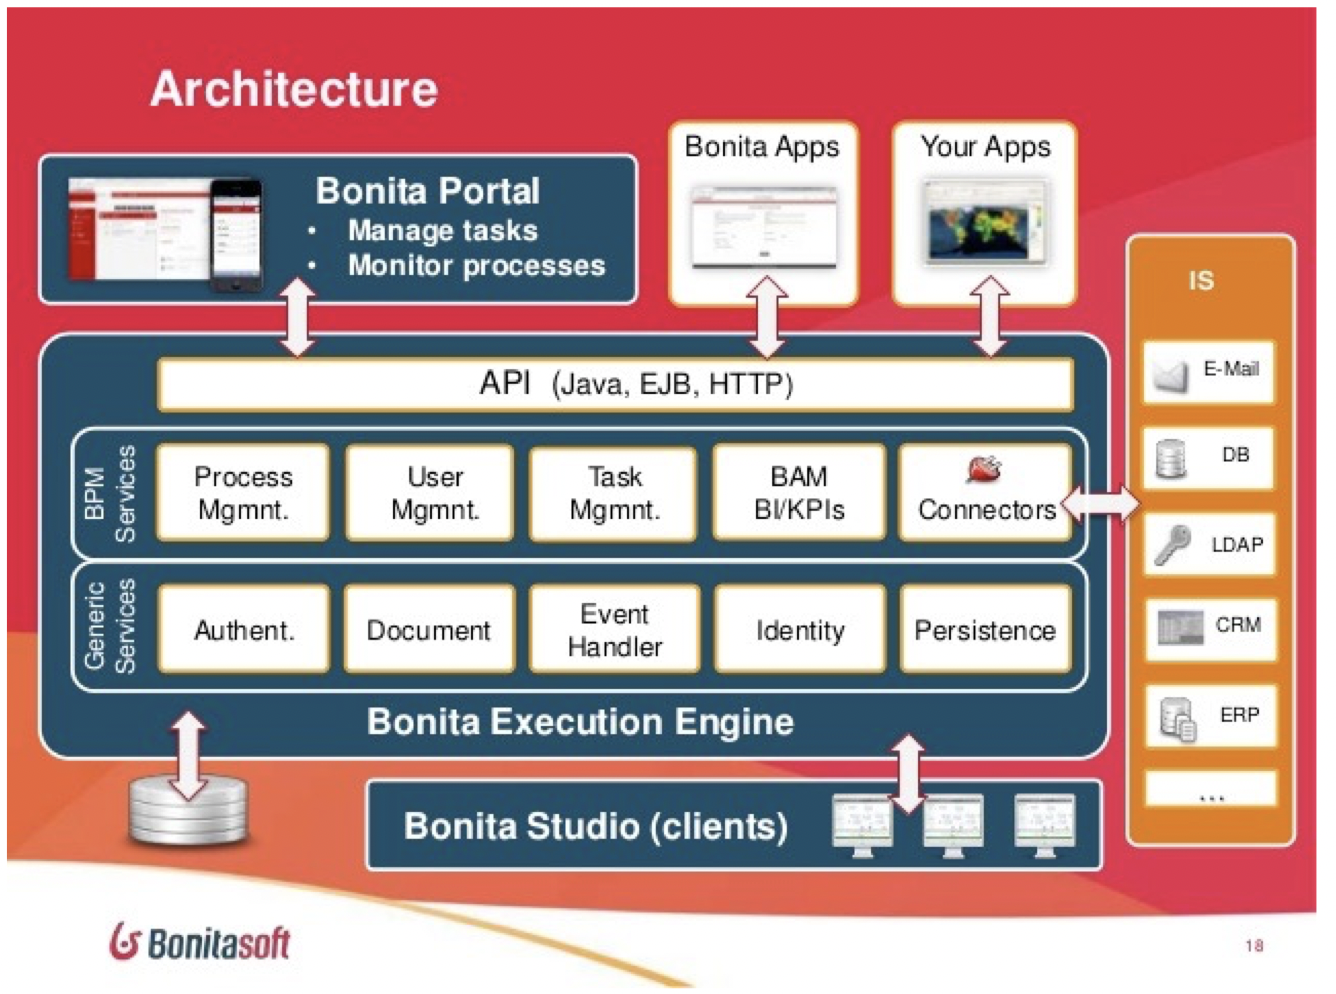 Architecture
Bonita Portal
• Manage tasks
• Monitor processes
Bonita Apps
Your Apps
IS
E-Mail
DB
LDAP
CRM
ERP
...
API (Java, EJB, HTTP)
BPM
Services
Process
Mgmnt.
User
Mgmnt.
Task
Mgmnt.
BAM
BI/KPIs
Connectors
Generic
Services
Authent.
Document
Event
Handler
Identity
Persistence
Bonita Execution Engine
Bonita Studio (clients)
Bonitasoft
18